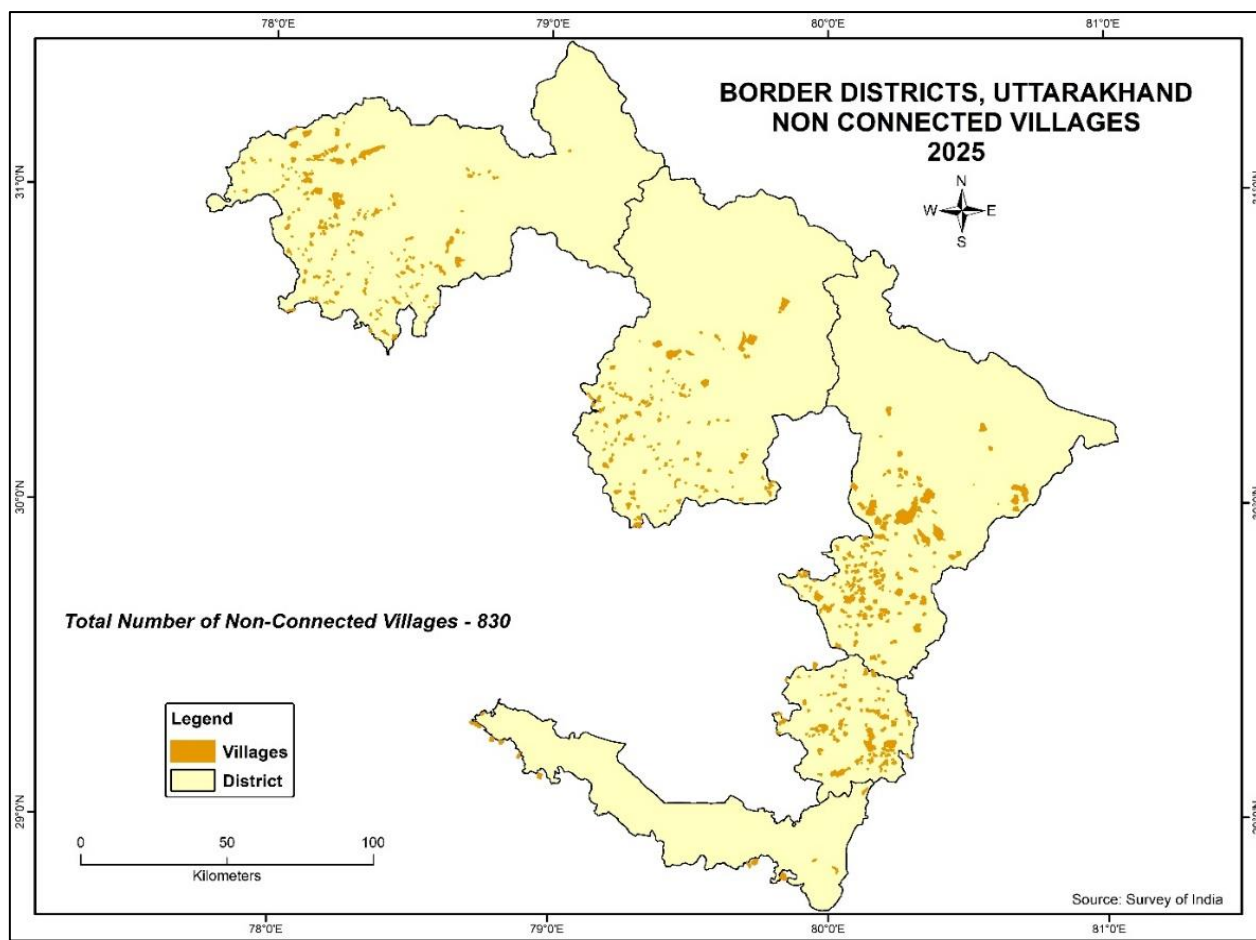 78°0'E 79°0'E 80°0'E 81°0'E
BORDER DISTRICTS, UTTARAKHAND
NON CONNECTED VILLAGES
2025
N
W E
S
31°0'N
30°0'N
29°0'N
Total Number of Non-Connected Villages - 830
Legend
Villages
District
0 50 100
Kilometers
Source: Survey of India
78°0'E 79°0'E 80°0'E 81°0'E